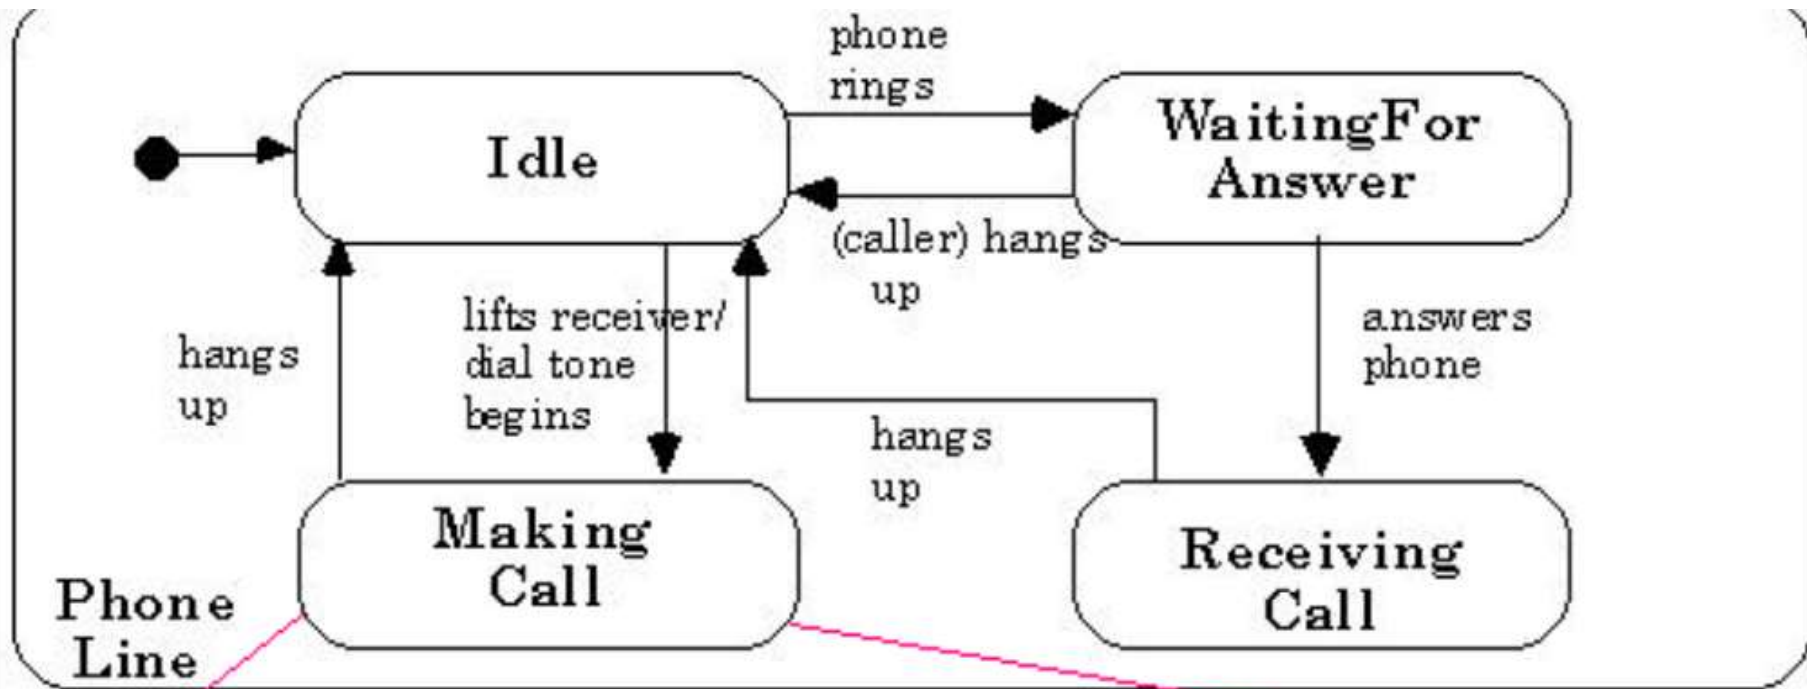 phone
rings
Idle
WaitingFor
Answer
(caller) hangs
up
hangs
up
lifts receiver/
dial tone
begins
answers
phone
hangs
up
Making
Call
Receiving
Call
Phone
Line